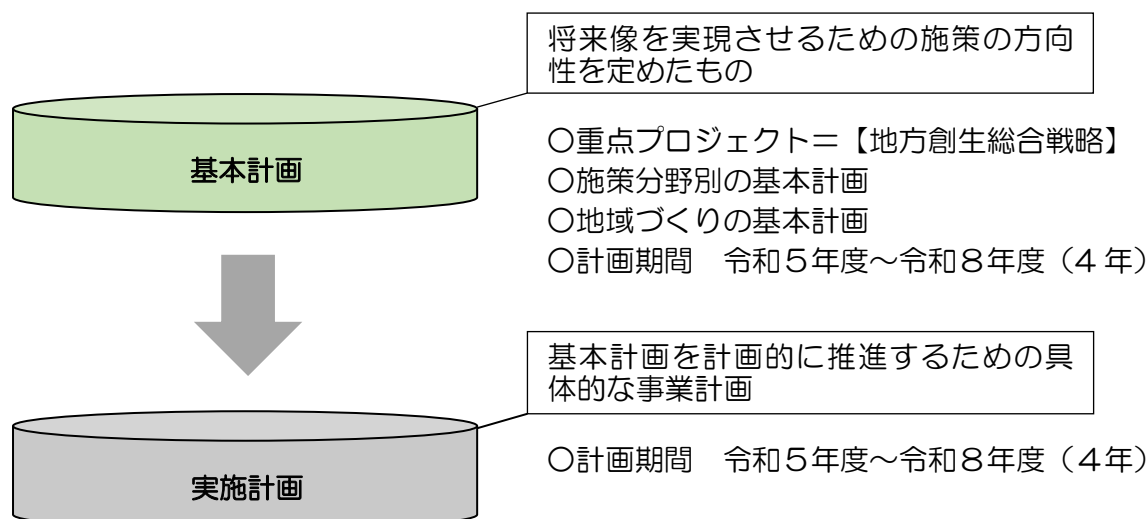 将来像を実現させるための施策の方向
性を定めたもの
基本計画
〇重点プロジェクト＝【地方創生総合戦略】
〇施策分野別の基本計画
〇地域づくりの基本計画
〇計画期間　令和５年度～令和８年度（４年）
基本計画を計画的に推進するための具
体的な事業計画
実施計画
〇計画期間　令和５年度～令和８年度（４年）